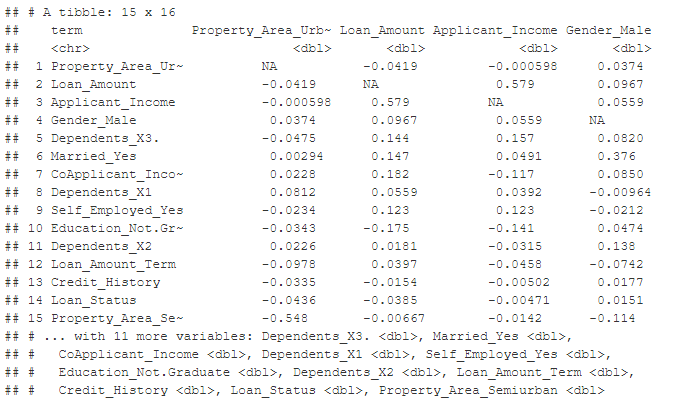 ## # A tibble: 15 x 16
##    term             Property_Area_Urb~ Loan_Amount Applicant_Income Gender_Male
##    <chr>                         <dbl>       <dbl>            <dbl>       <dbl>
##  1 Property_Area_Ur~         NA           -0.0419         -0.000598     0.0374
##  2 Loan_Amount               -0.0419      NA               0.579        0.0967
##  3 Applicant_Income          -0.000598     0.579          NA            0.0559
##  4 Gender_Male                0.0374       0.0967          0.0559      NA
##  5 Dependents_X3.            -0.0475       0.144           0.157        0.0820
##  6 Married_Yes                0.00294      0.147           0.0491       0.376
##  7 CoApplicant_Inco~          0.0228       0.182          -0.117        0.0850
##  8 Dependents_X1              0.0812       0.0559          0.0392      -0.00964
##  9 Self_Employed_Yes         -0.0234       0.123           0.123       -0.0212
## 10 Education_Not.Gr~         -0.0343      -0.175          -0.141        0.0474
## 11 Dependents_X2              0.0226       0.0181         -0.0315       0.138
## 12 Loan_Amount_Term          -0.0978       0.0397         -0.0458      -0.0742
## 13 Credit_History            -0.0335      -0.0154         -0.00502      0.0177
## 14 Loan_Status               -0.0436      -0.0385         -0.00471      0.0151
## 15 Property_Area_Se~         -0.548       -0.00667        -0.0142      -0.114
## # ... with 11 more variables: Dependents_X3. <dbl>, Married_Yes <dbl>,
## #   CoApplicant_Income <dbl>, Dependents_X1 <dbl>, Self_Employed_Yes <dbl>,
## #   Education_Not.Graduate <dbl>, Dependents_X2 <dbl>, Loan_Amount_Term <dbl>,
## #   Credit_History <dbl>, Loan_Status <dbl>, Property_Area_Semiurban <dbl>